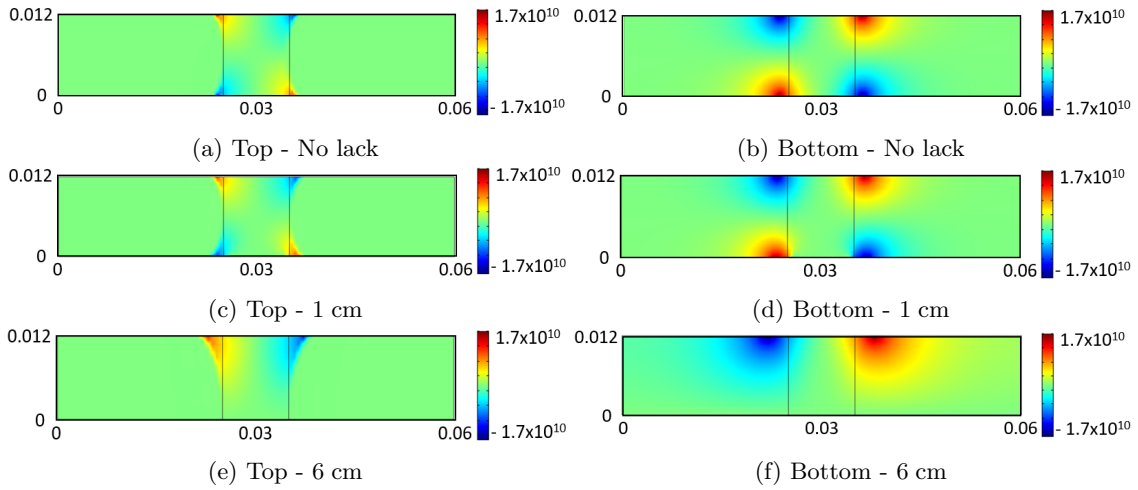 0.012 1.7x10¹⁰ 0.012 1.7x10¹⁰
0 - 1.7x10¹⁰ 0 - 1.7x10¹⁰
0 0.03 0.06 0 0.03 0.06
(a) Top - No lack (b) Bottom - No lack
0.012 1.7x10¹⁰ 0.012 1.7x10¹⁰
0 - 1.7x10¹⁰ 0 - 1.7x10¹⁰
0 0.03 0.06 0 0.03 0.06
(c) Top - 1 cm (d) Bottom - 1 cm
0.012 1.7x10¹⁰ 0.012 1.7x10¹⁰
0 - 1.7x10¹⁰ 0 - 1.7x10¹⁰
0 0.03 0.06 0 0.03 0.06
(e) Top - 6 cm (f) Bottom - 6 cm